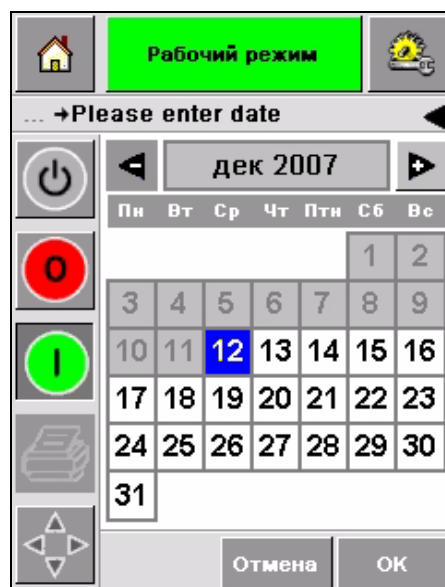 Рабочий режим
... →Please enter date
дек 2007
Пн Вт Ср Чт Птн Сб Вс
1 2
3 4 5 6 7 8 9
10 11 12 13 14 15 16
17 18 19 20 21 22 23
24 25 26 27 28 29 30
31
0
I
Отмена ОК